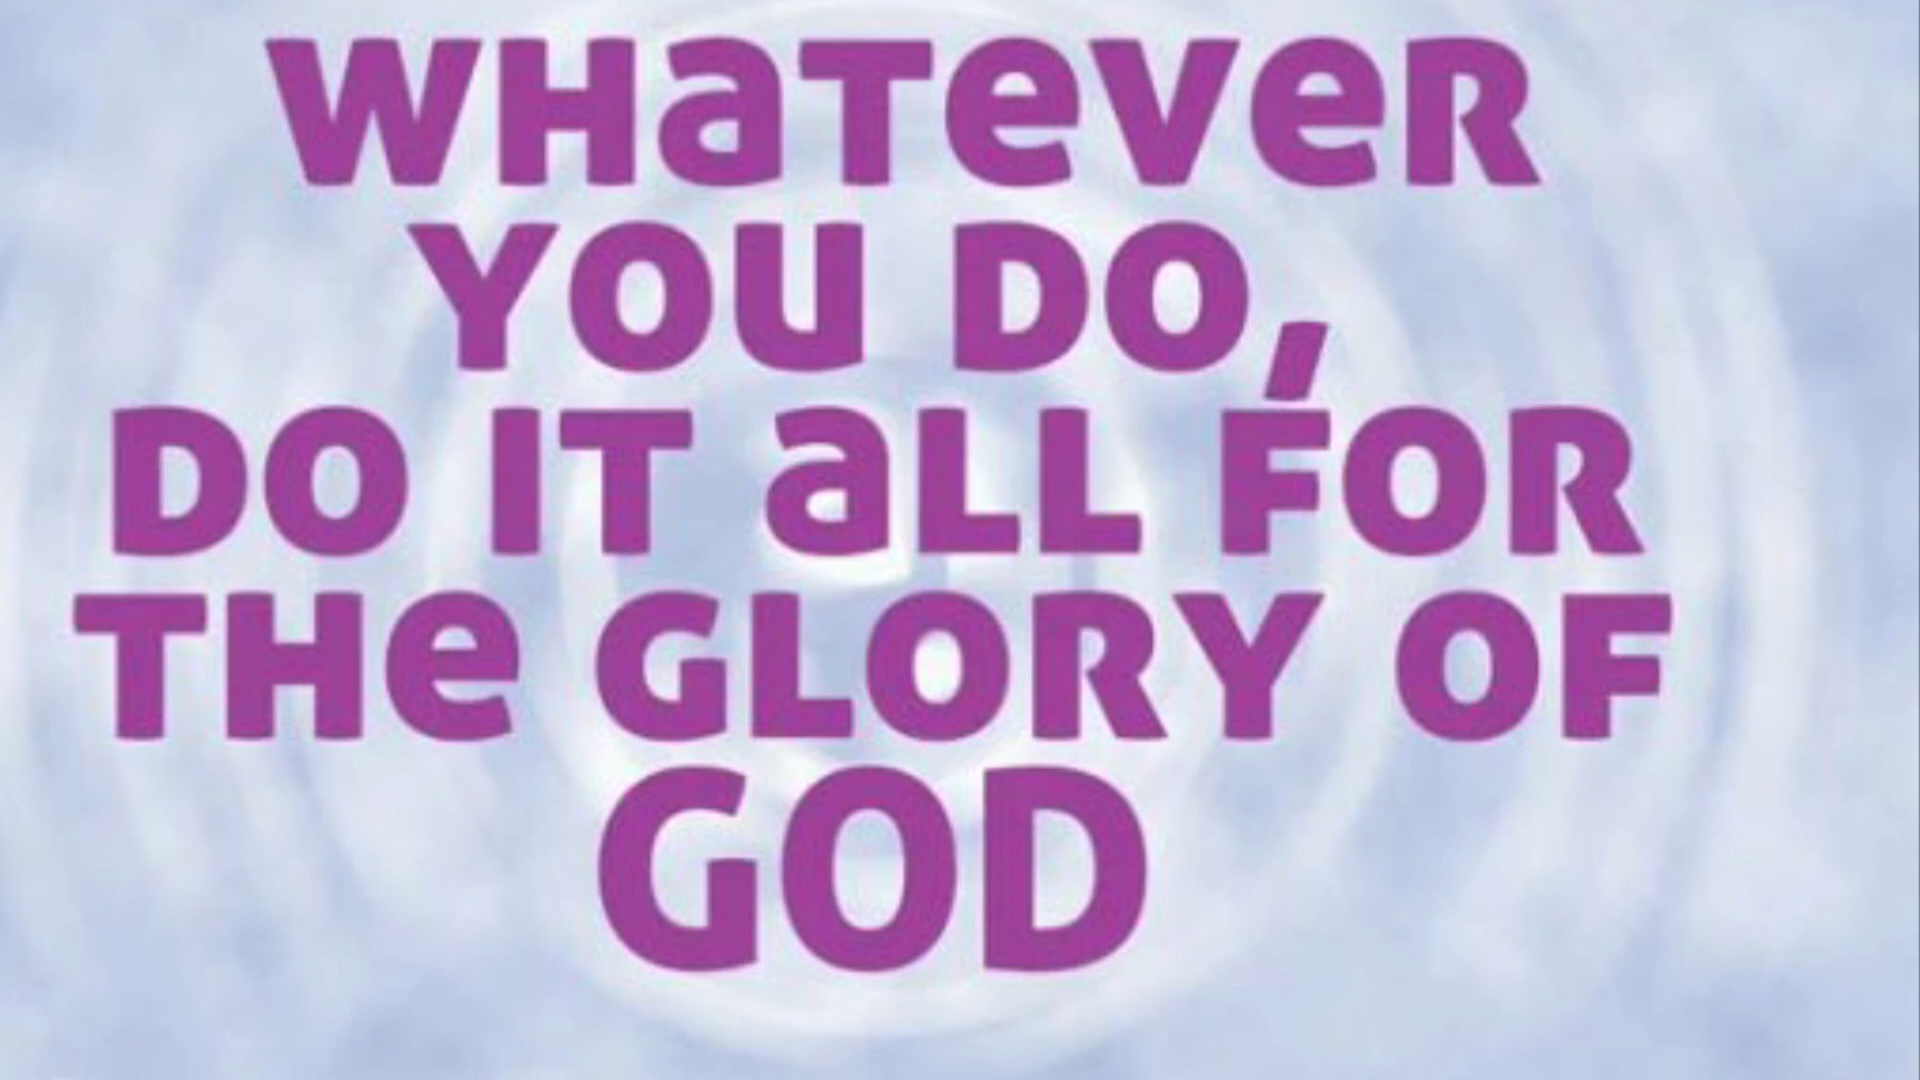 WHaTeVeR
YOU DO,
DO IT aLL FOR
THe GLORY OF
GOD